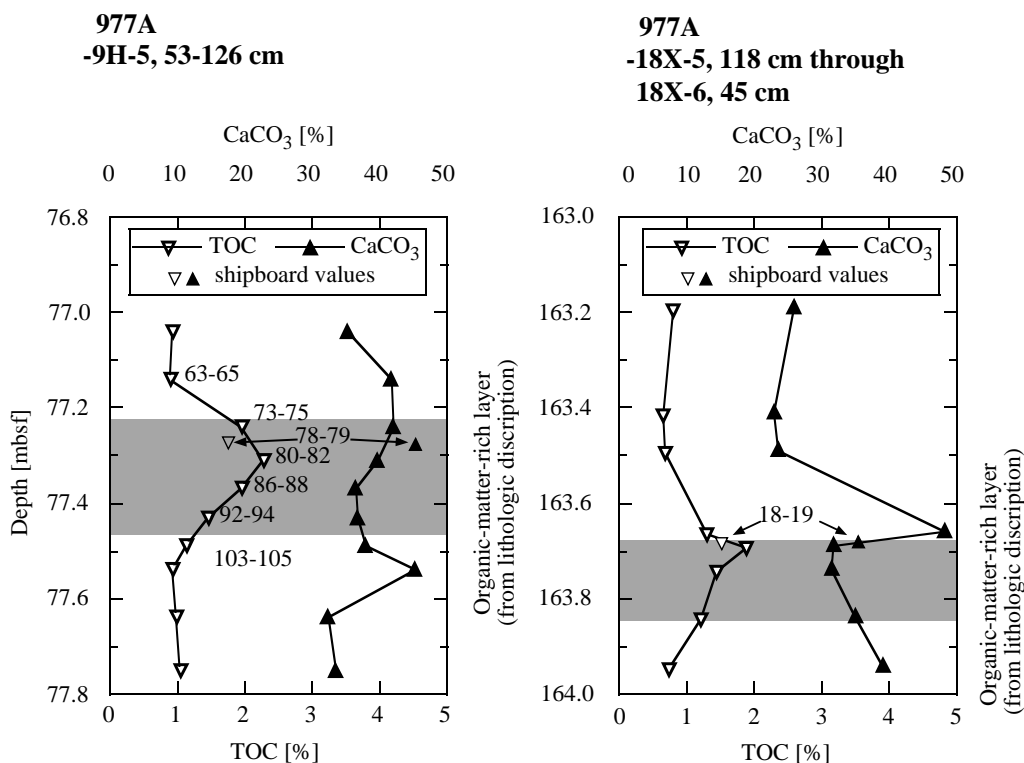 977A
-9H-5, 53-126 cm
CaCO3 [%]
0 10 20 30 40 50
76.8
77.0
77.2
77.4
77.6
77.8
Depth [mbsf]
TOC CaCO3
shipboard values
63-65
73-75
78-79
80-82
86-88
92-94
103-105
0 1 2 3 4 5
TOC [%]
Organic-matter-rich layer
(from lithologic discription)
977A
-18X-5, 118 cm through
18X-6, 45 cm
CaCO3 [%]
0 10 20 30 40 50
163.0
163.2
163.4
163.6
163.8
164.0
TOC CaCO3
shipboard values
18-19
0 1 2 3 4 5
TOC [%]
Organic-matter-rich layer
(from lithologic discription)